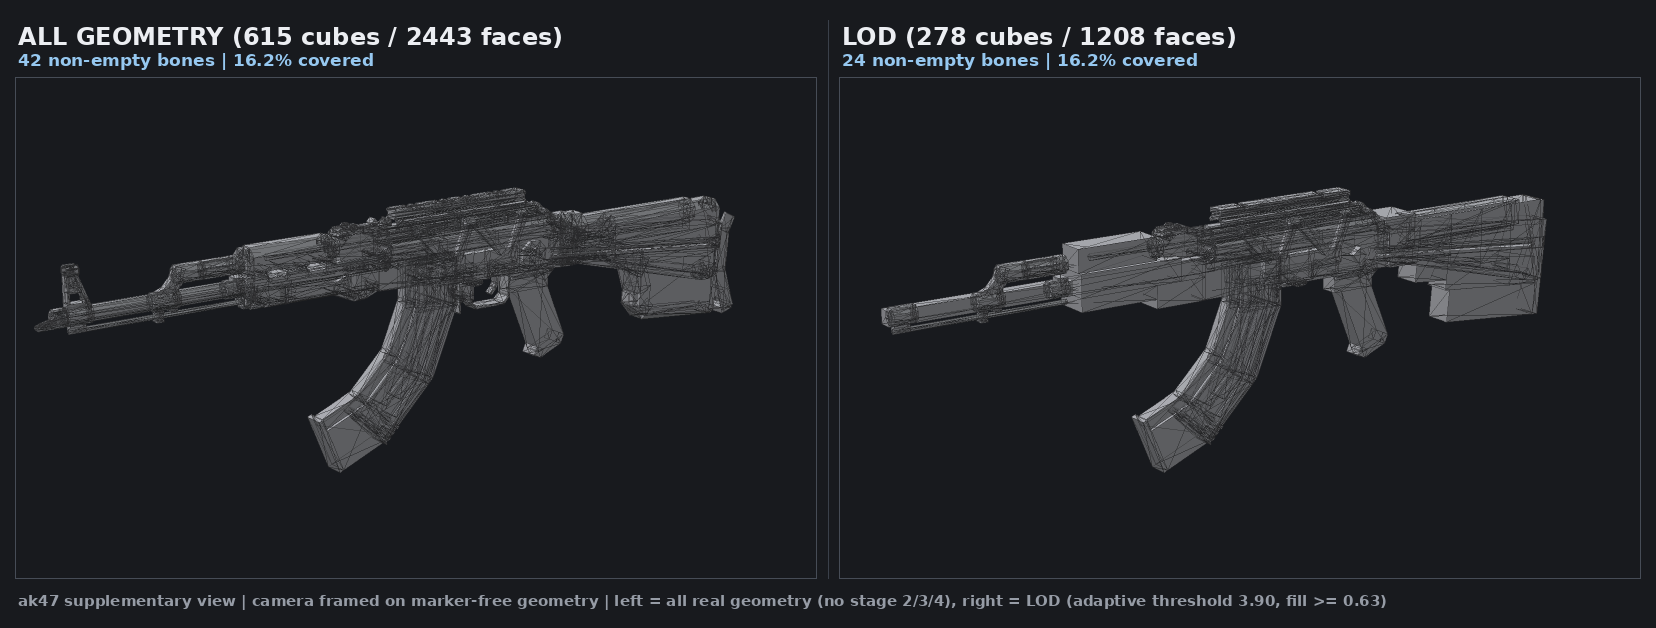 ALL GEOMETRY (615 cubes / 2443 faces)
42 non-empty bones | 16.2% covered
LOD (278 cubes / 1208 faces)
24 non-empty bones | 16.2% covered
ak47 supplementary view | camera framed on marker-free geometry | left = all real geometry (no stage 2/3/4), right = LOD (adaptive threshold 3.90, fill >= 0.63)